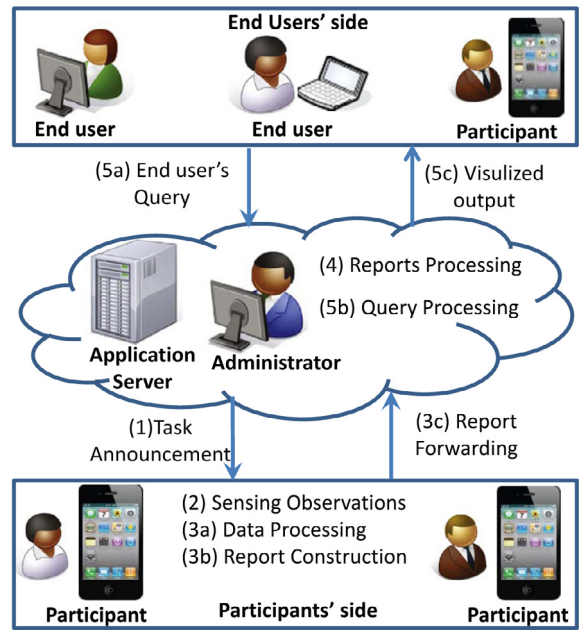 End Users' side
End user
End user
Participant
(5a) End user's
Query
(5c) Visulized
output
(4) Reports Processing
(5b) Query Processing
Application
Server
Administrator
(1)Task
Announcement
(3c) Report
Forwarding
(2) Sensing Observations
(3a) Data Processing
(3b) Report Construction
Participant
Participants' side
Participant